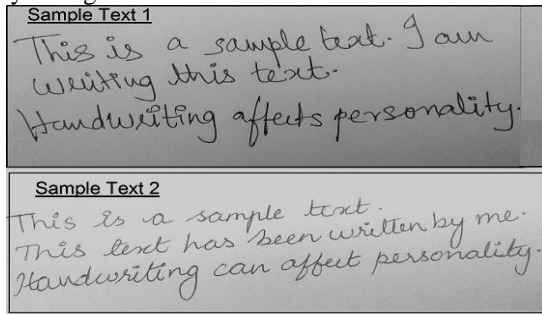 Sample Text 1
This is a sample text. I am
writing this text.
Handwriting affects personality.
Sample Text 2
This is a sample text.
This text has been written by me.
Handwriting can affect personality.